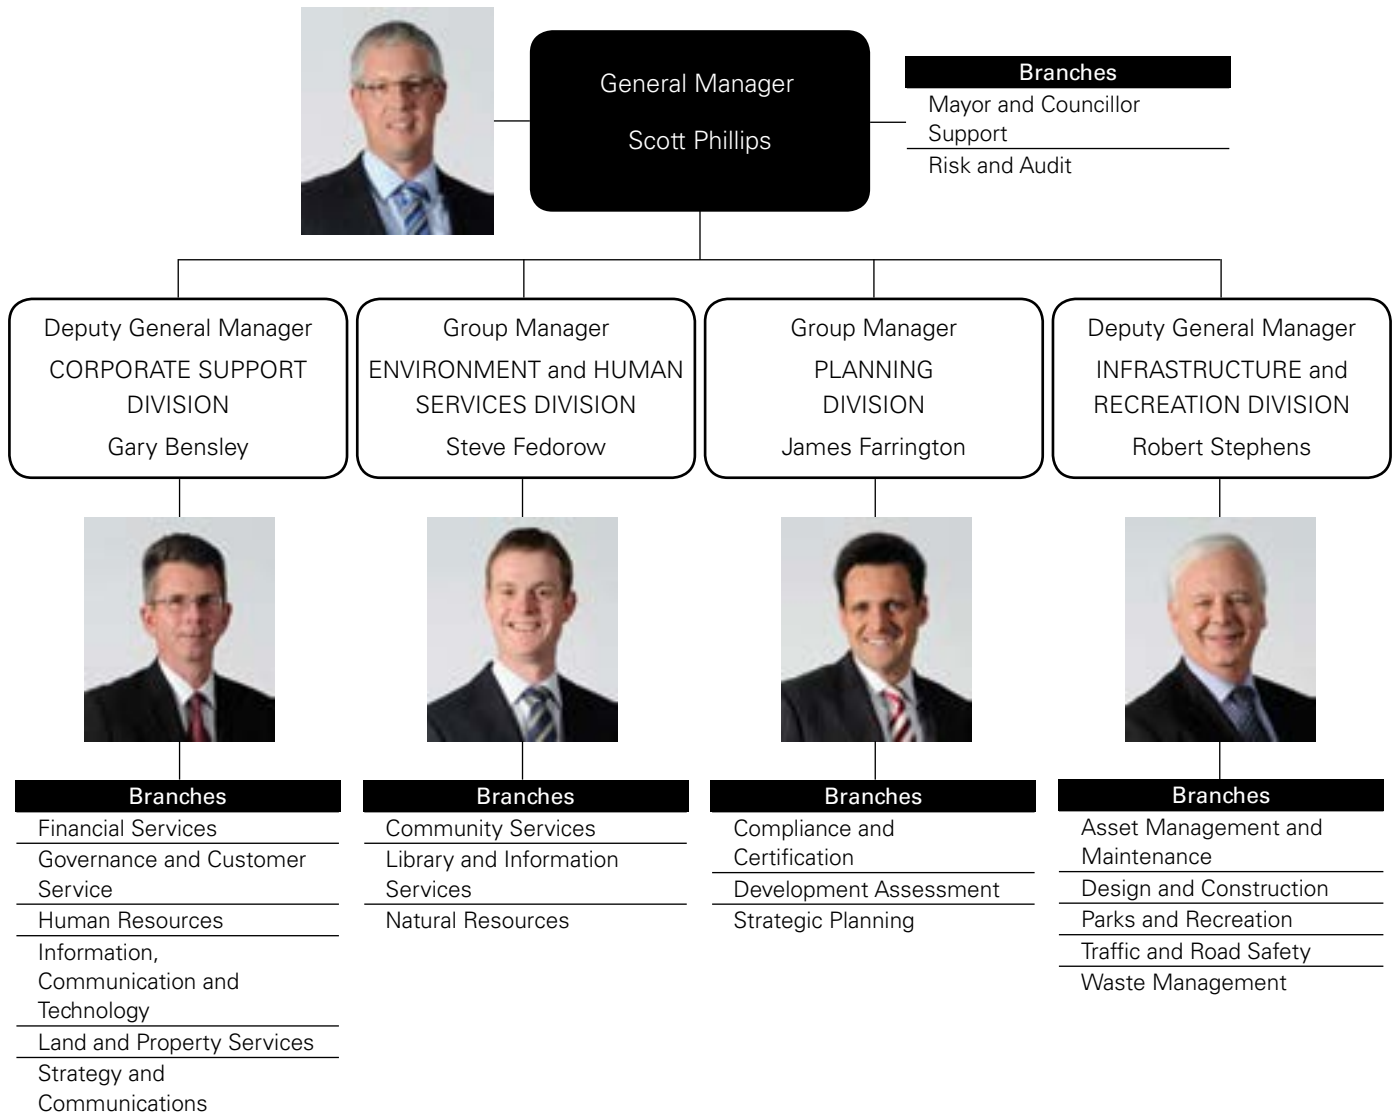 General Manager
Scott Phillips
Branches
Mayor and Councillor
Support
Risk and Audit
Deputy General Manager
CORPORATE SUPPORT
DIVISION
Gary Bensley
Group Manager
ENVIRONMENT and HUMAN
SERVICES DIVISION
Steve Fedorow
Group Manager
PLANNING
DIVISION
James Farrington
Deputy General Manager
INFRASTRUCTURE and
RECREATION DIVISION
Robert Stephens
Branches
Financial Services
Governance and Customer
Service
Human Resources
Information,
Communication and
Technology
Land and Property Services
Strategy and
Communications
Branches
Community Services
Library and Information
Services
Natural Resources
Branches
Compliance and
Certification
Development Assessment
Strategic Planning
Branches
Asset Management and
Maintenance
Design and Construction
Parks and Recreation
Traffic and Road Safety
Waste Management